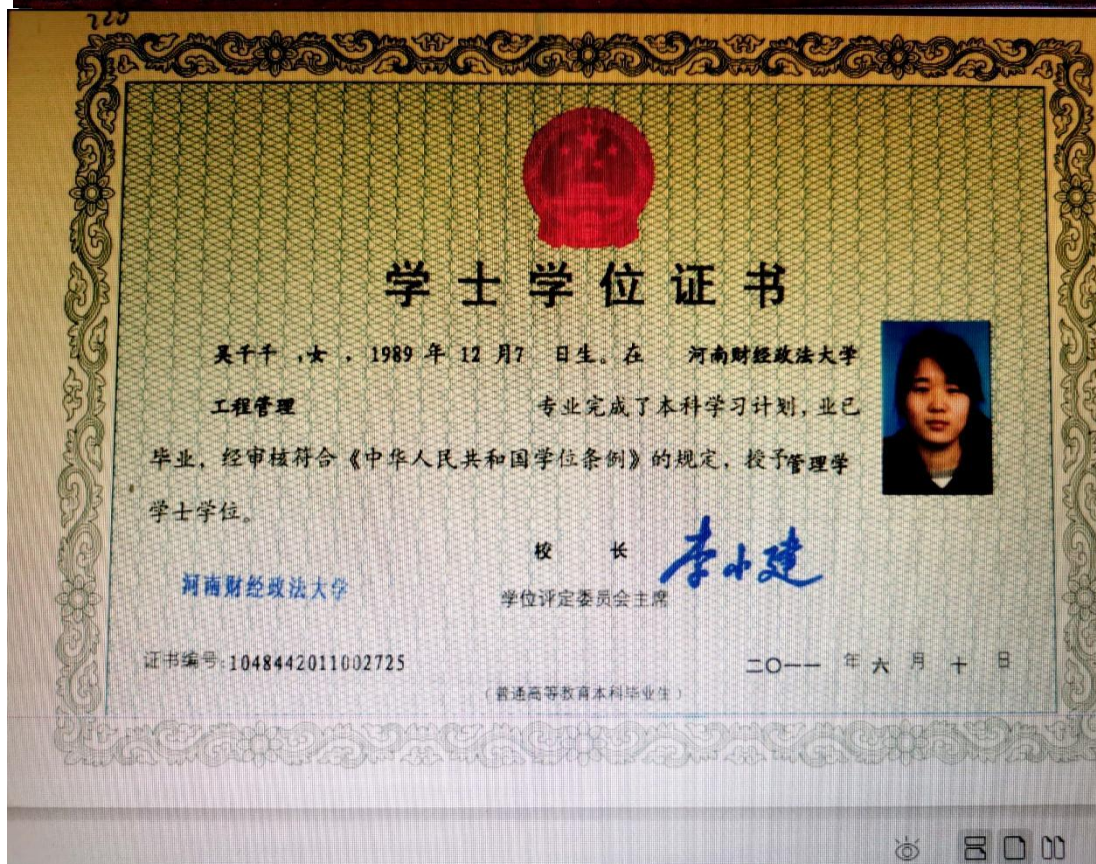 220
学士学位证书
吴千千 ,女 , 1989 年 12 月7 日生。在 河南财经政法大学
工程管理 专业完成了本科学习计划, 业已
毕业, 经审核符合《中华人民共和国学位条例》的规定, 授予管理学
学士学位。
校 长 李小建
河南财经政法大学 学位评定委员会主席
证书编号:1048442011002725 二〇一一 年 六 月 十 日
(普通高等教育本科毕业生)